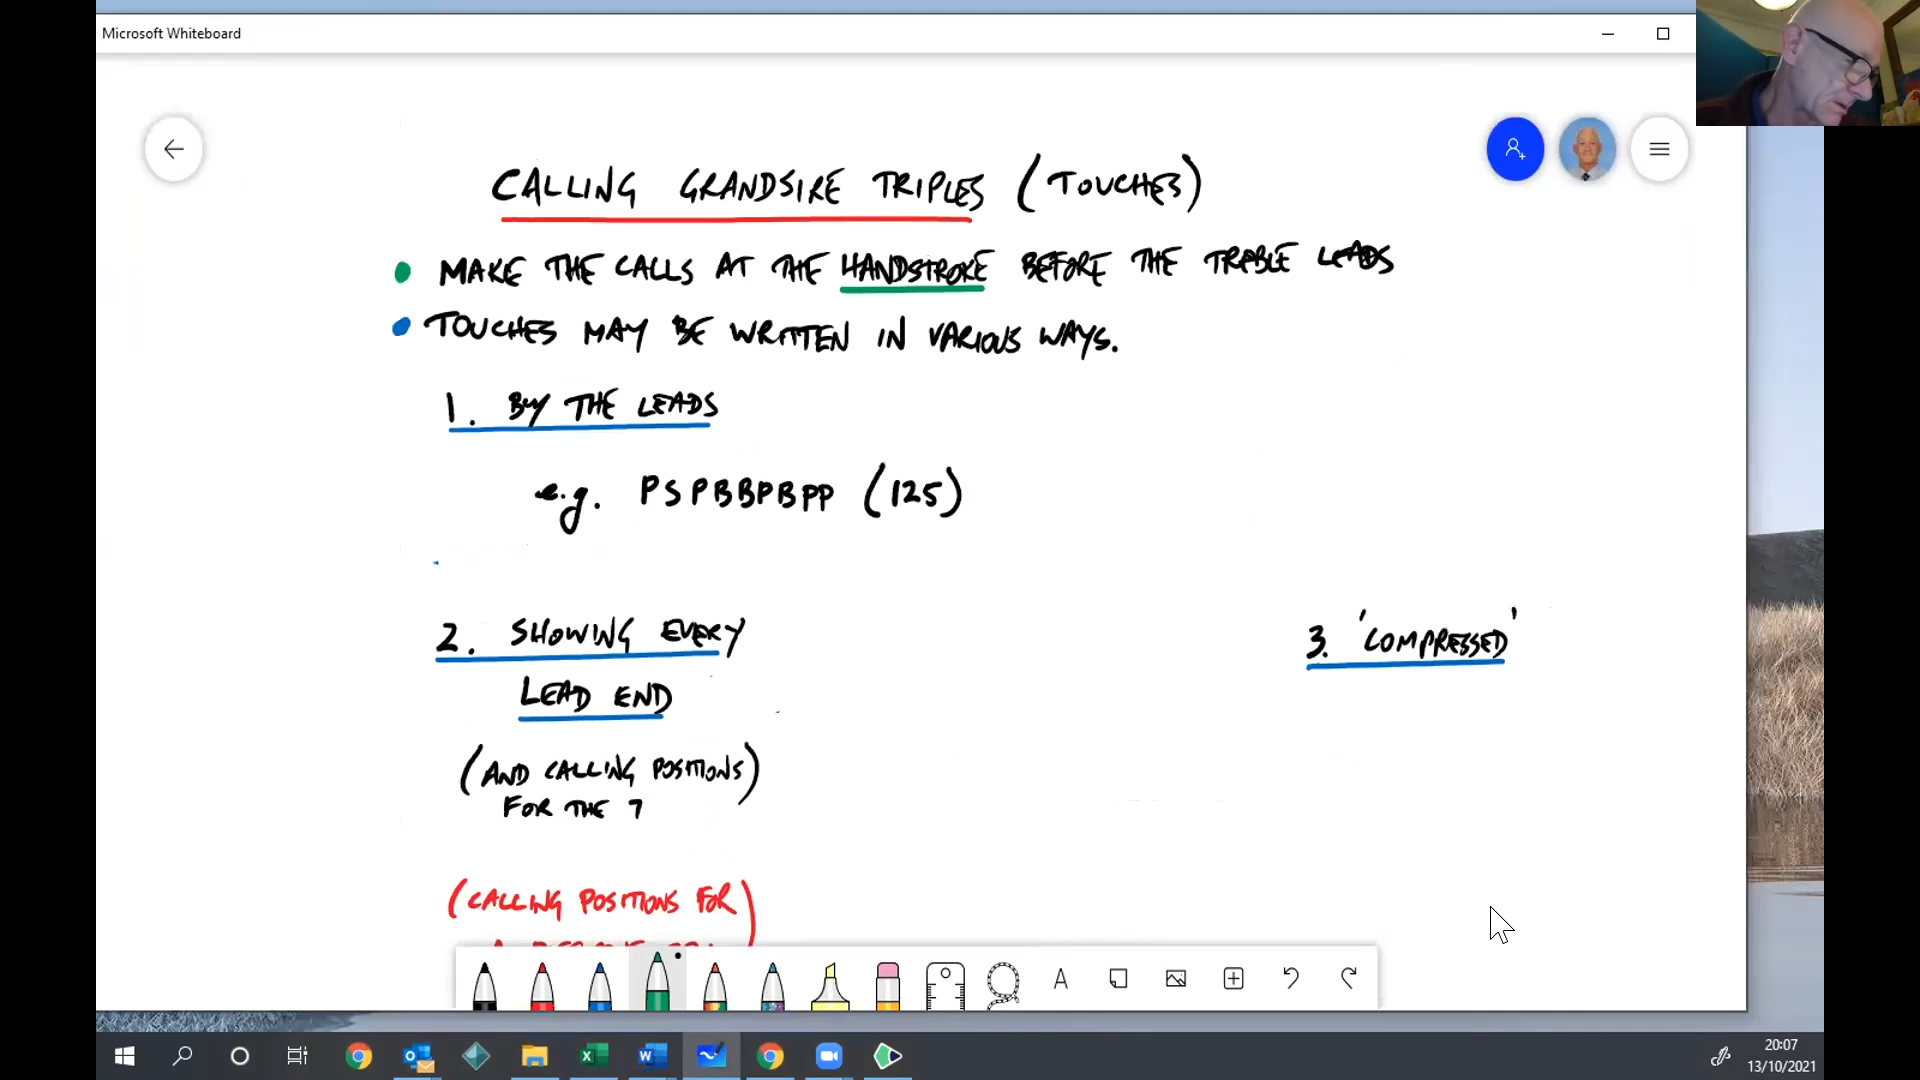 Microsoft Whiteboard
CALLING GRANDSIRE TRIPLES (TOUCHES)
MAKE THE CALLS AT THE HANDSTROKE BEFORE THE TREBLE LEADS
TOUCHES MAY BE WRITTEN IN VARIOUS WAYS.
1. BY THE LEADS
e.g. PSPBBPBPP (125)
2. SHOWING EVERY
LEAD END
(AND CALLING POSITIONS)
FOR THE 7
3. 'COMPRESSED'
(CALLING POSITIONS FOR)
20:07
13/10/2021